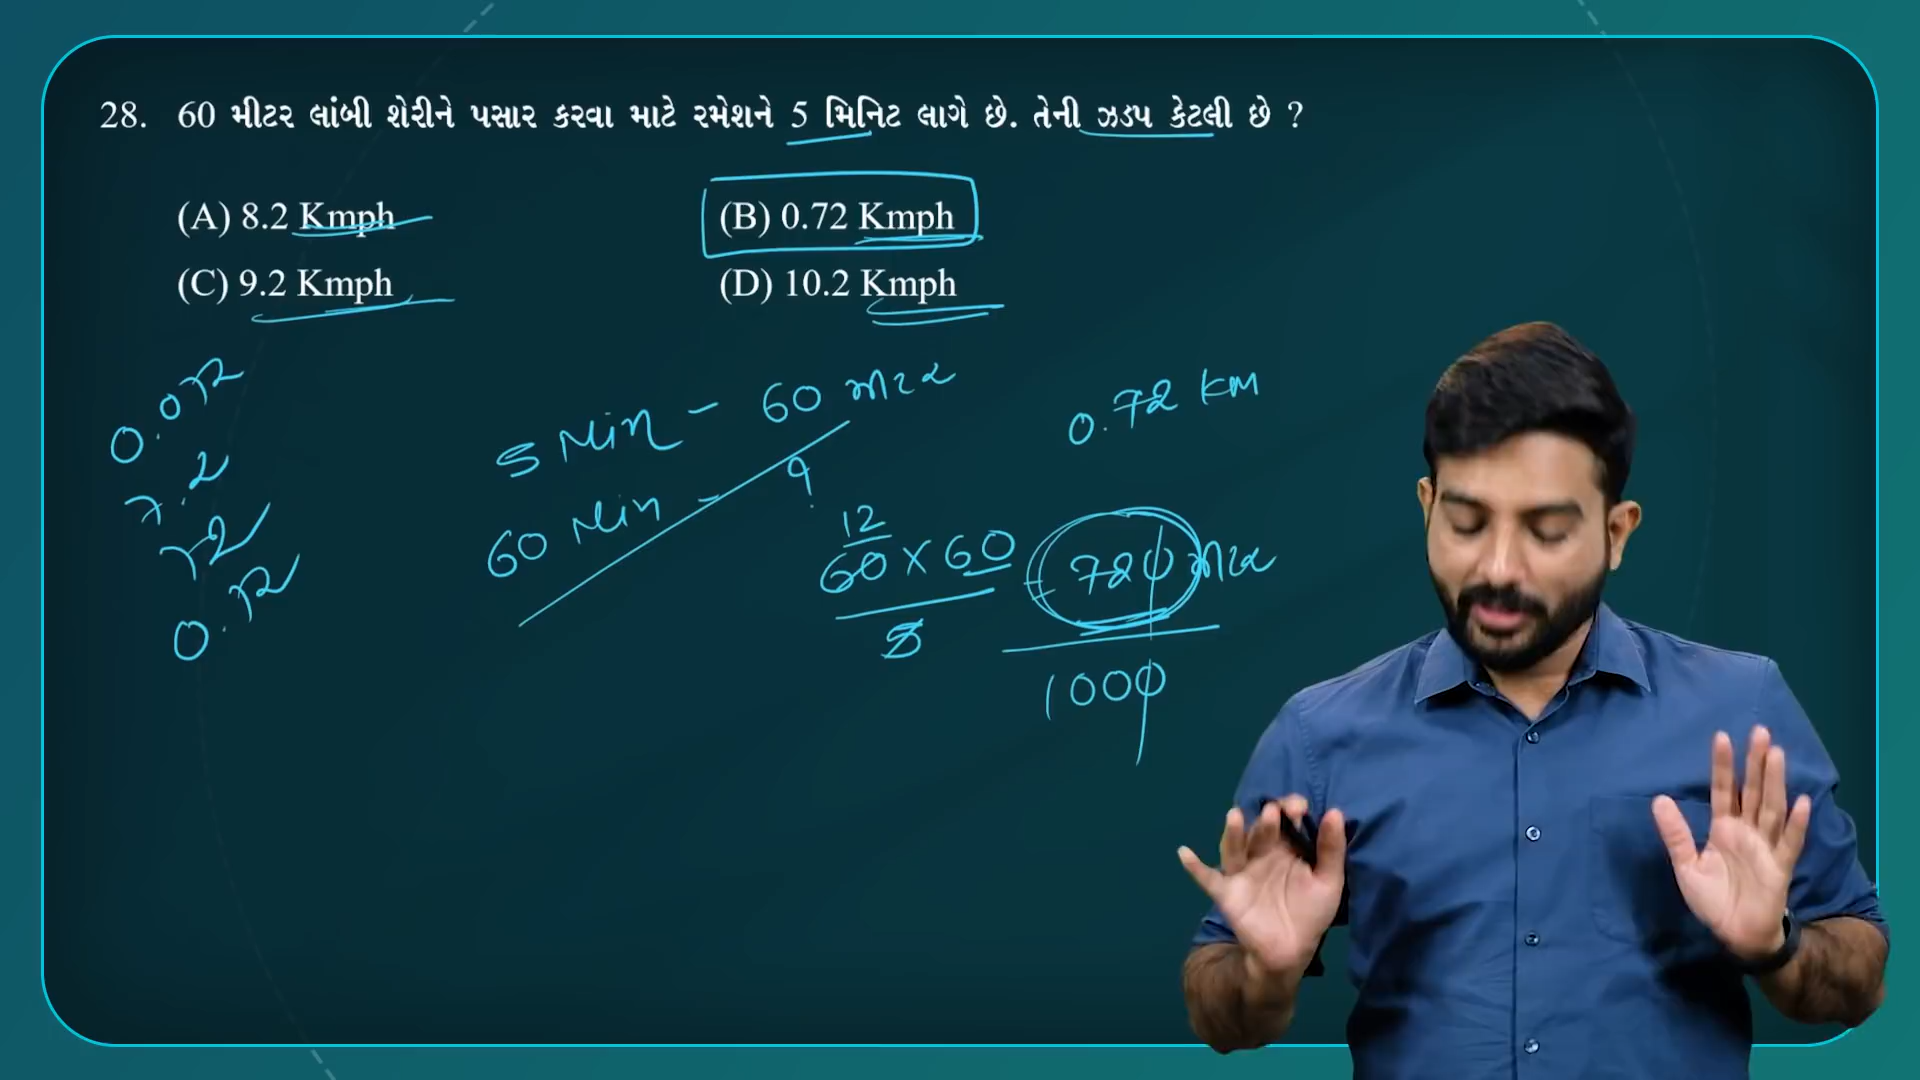 28. 60 મીટર લાંબી શેરીને પસાર કરવા માટે રમેશને 5 મિનિટ લાગે છે. તેની ઝડપ કેટલી છે ?
(A) 8.2 Kmph
(B) 0.72 Kmph
(C) 9.2 Kmph
(D) 10.2 Kmph
0.072
7.2
72
0.72
5 Min - 60 મીટર
60 Min - ?
12
60 × 60
5
= 720 મીટર
1000
0.72 KM